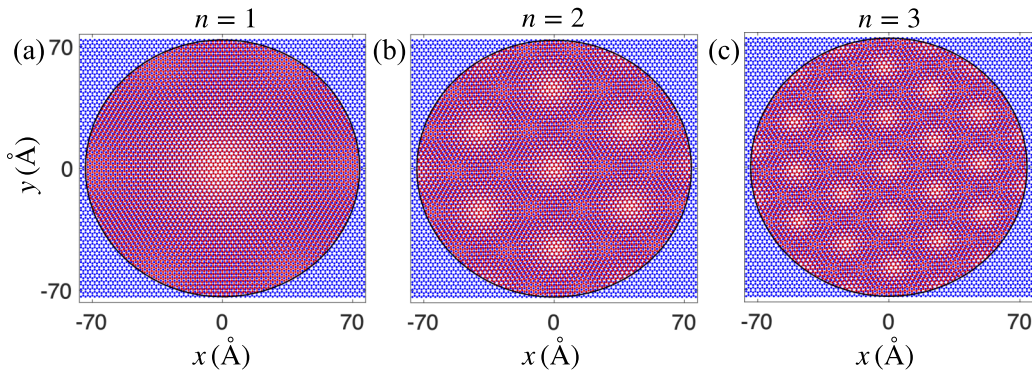 n = 1
n = 2
n = 3
(a)
(b)
(c)
70
0
-70
y (Å)
-70 0 70
-70 0 70
-70 0 70
x (Å)
x (Å)
x (Å)